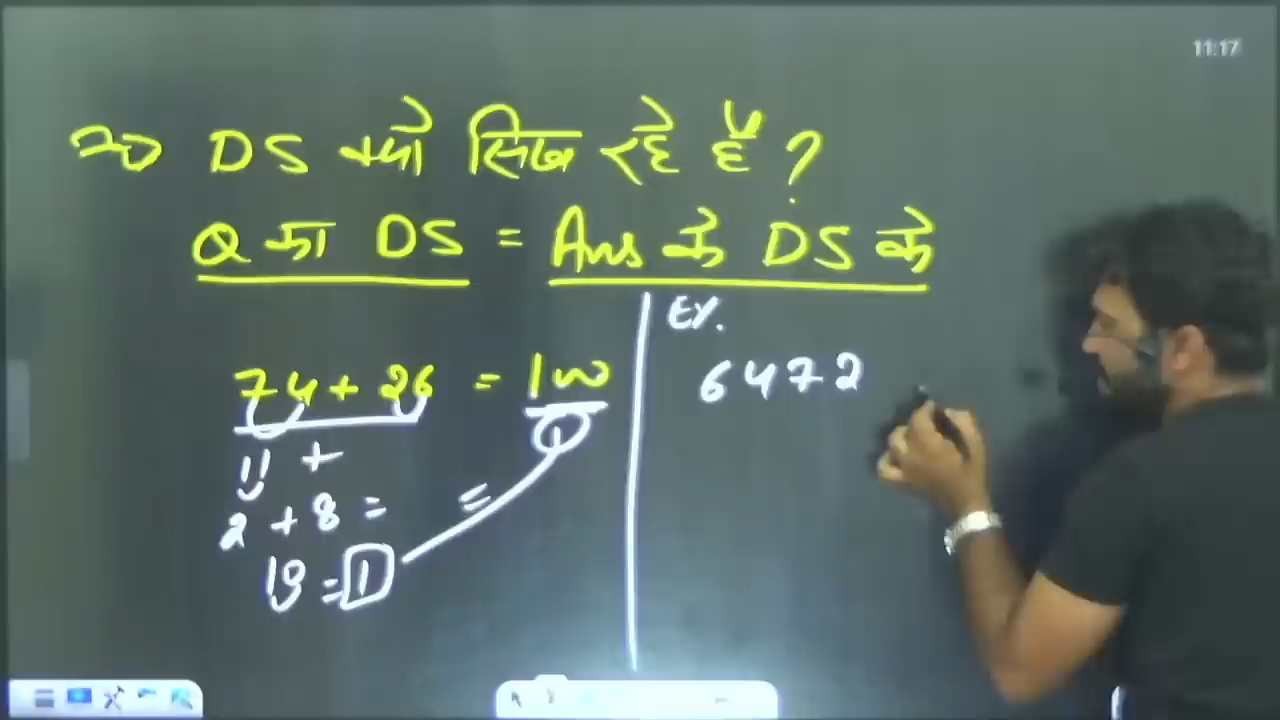 11:17
⇒ DS क्यो सिख रहे हैं ?
Q का DS = Ans के DS के
74 + 26 = 100
1
11 +
2 + 8 =
10 = 1
=
Ex.
6472